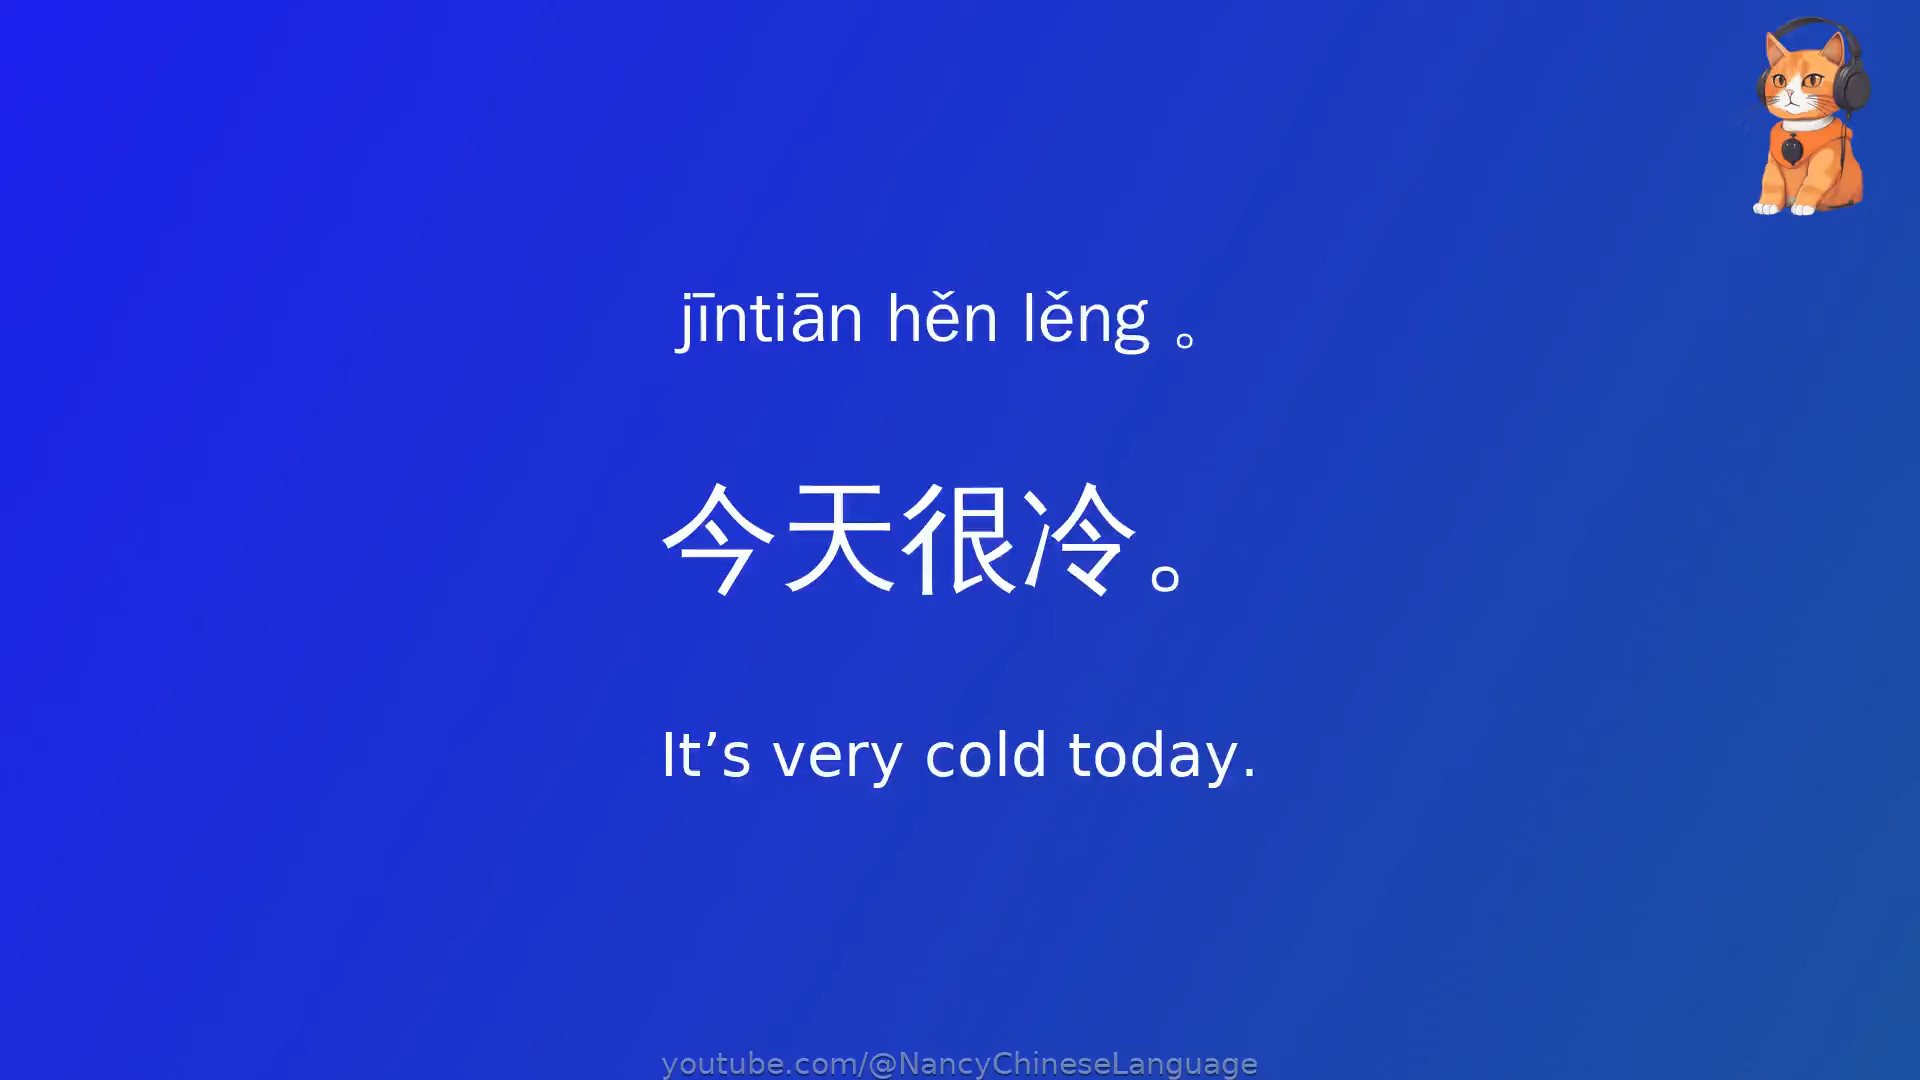 jīntiān hěn lěng 。
今天很冷。
It’s very cold today.
youtube.com/@NancyChineseLanguage